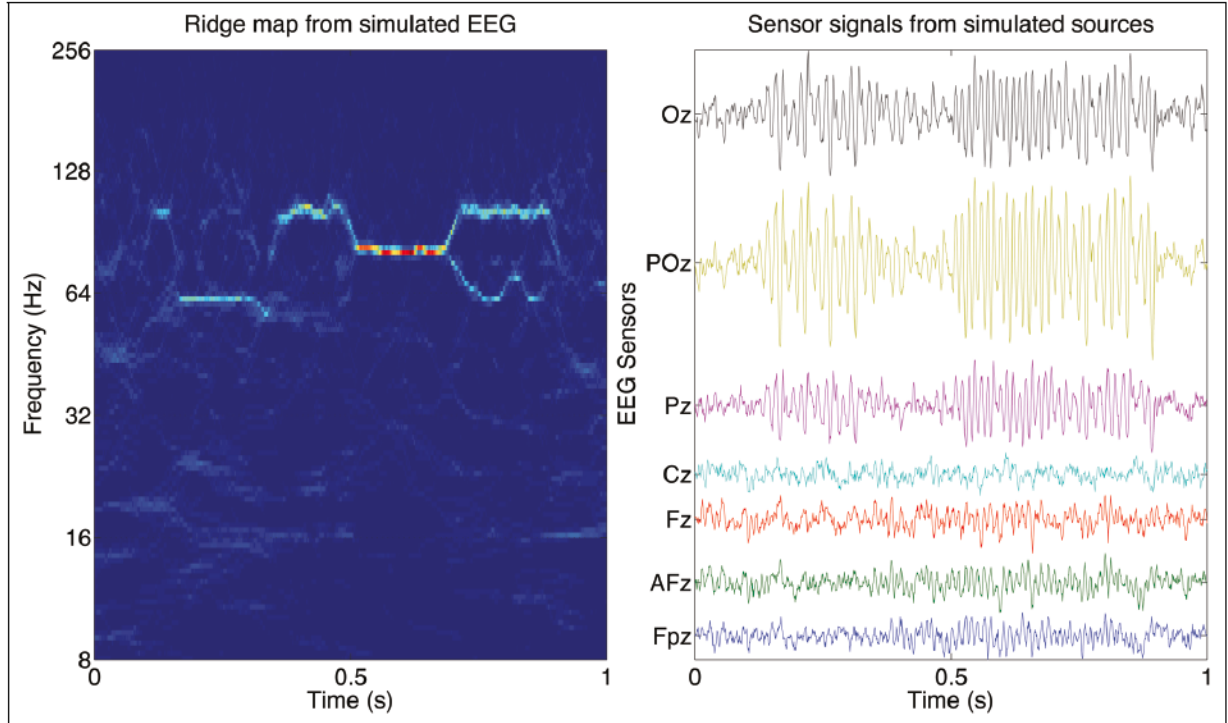 Ridge map from simulated EEG
256
128
64
32
16
8
Frequency (Hz)
0
0.5
1
Time (s)
Sensor signals from simulated sources
Oz
POz
Pz
Cz
Fz
AFz
Fpz
EEG Sensors
0
0.5
1
Time (s)